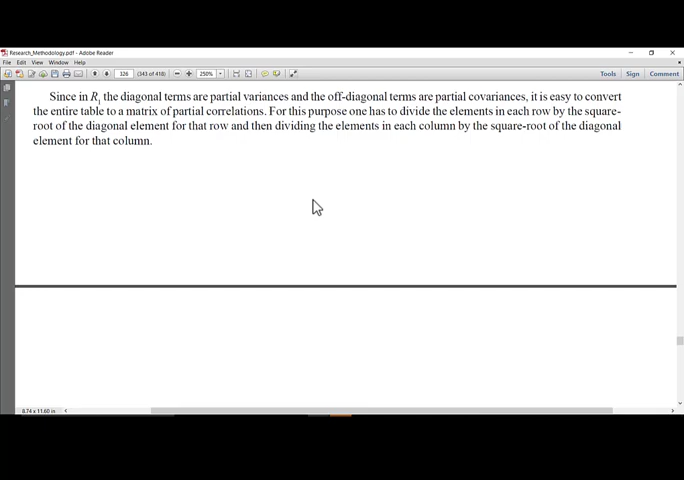 Research_Methodology.pdf - Adobe Reader
File Edit View Window Help
326 (343 of 418) 250% Tools Sign Comment
Since in R1 the diagonal terms are partial variances and the off-diagonal terms are partial covariances, it is easy to convert
the entire table to a matrix of partial correlations. For this purpose one has to divide the elements in each row by the square-
root of the diagonal element for that row and then dividing the elements in each column by the square-root of the diagonal
element for that column.
8.74 x 11.60 in